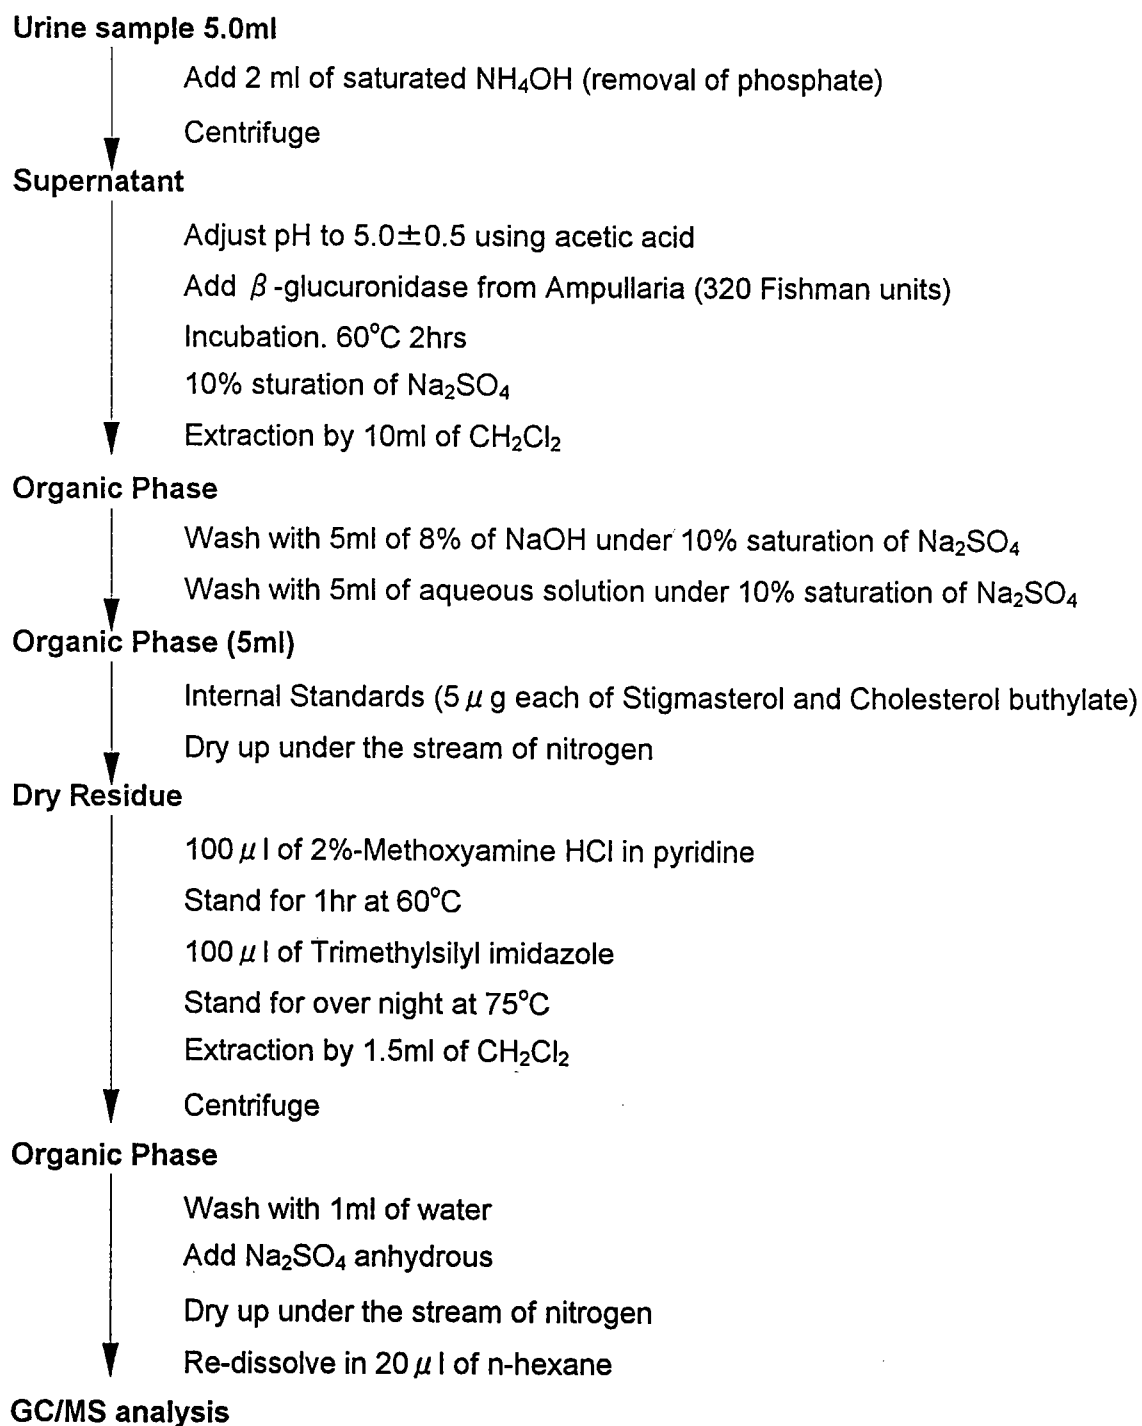 Urine sample 5.0ml
Add 2 ml of saturated NH₄OH (removal of phosphate)
Centrifuge
Supernatant
Adjust pH to 5.0±0.5 using acetic acid
Add β-glucuronidase from Ampullaria (320 Fishman units)
Incubation. 60°C 2hrs
10% sturation of Na₂SO₄
Extraction by 10ml of CH₂Cl₂
Organic Phase
Wash with 5ml of 8% of NaOH under 10% saturation of Na₂SO₄
Wash with 5ml of aqueous solution under 10% saturation of Na₂SO₄
Organic Phase (5ml)
Internal Standards (5μg each of Stigmasterol and Cholesterol buthylate)
Dry up under the stream of nitrogen
Dry Residue
100μl of 2%-Methoxyamine HCl in pyridine
Stand for 1hr at 60°C
100μl of Trimethylsilyl imidazole
Stand for over night at 75°C
Extraction by 1.5ml of CH₂Cl₂
Centrifuge
Organic Phase
Wash with 1ml of water
Add Na₂SO₄ anhydrous
Dry up under the stream of nitrogen
Re-dissolve in 20μl of n-hexane
GC/MS analysis